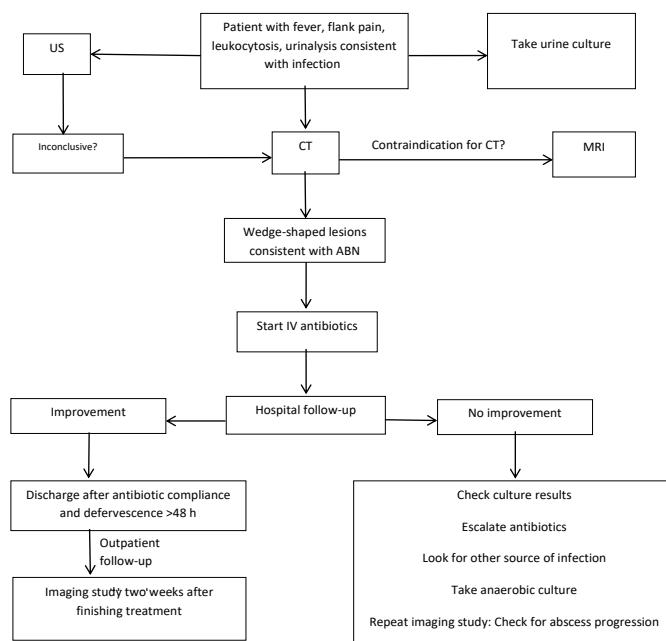 US
Patient with fever, flank pain,
leukocytosis, urinalysis consistent
with infection
Take urine culture
Inconclusive?
CT
Contraindication for CT?
MRI
Wedge-shaped lesions
consistent with ABN
Start IV antibiotics
Improvement
Hospital follow-up
No improvement
Discharge after antibiotic compliance
and defervescence >48 h
Outpatient
follow-up
Imaging study two weeks after
finishing treatment
Check culture results
Escalate antibiotics
Look for other source of infection
Take anaerobic culture
Repeat imaging study: Check for abscess progression